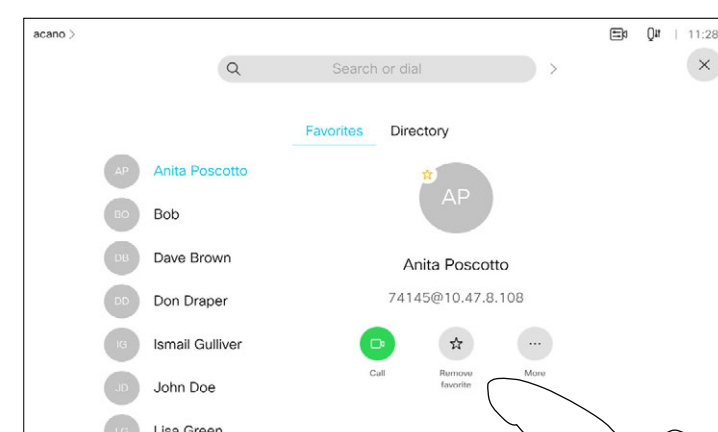 acano >
11:28
Search or dial
Favorites Directory
AP Anita Poscotto
BO Bob
DB Dave Brown
DD Don Draper
IG Ismail Gulliver
JD John Doe
LG Lisa Green
AP
Anita Poscotto
74145@10.47.8.108
Call
Remove
favorite
More